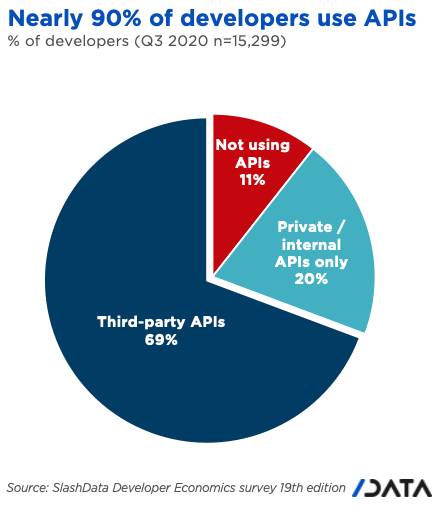 Nearly 90% of developers use APIs
% of developers (Q3 2020 n=15,299)
Not using
APIs
11%
Private /
internal
APIs only
20%
Third-party APIs
69%
Source: SlashData Developer Economics survey 19th edition
/DATA